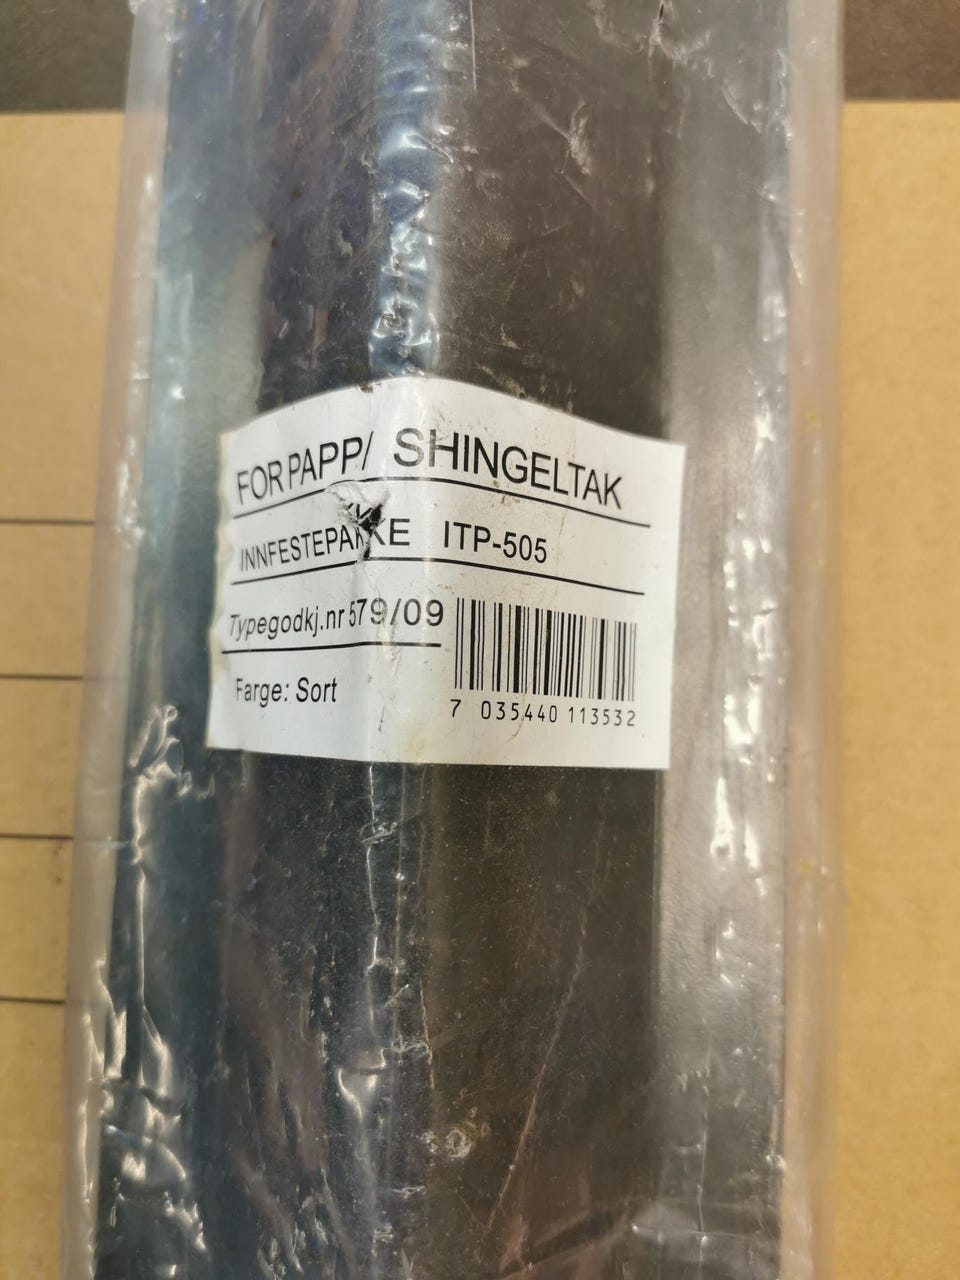 FOR PAPP/ SHINGELTAK
INNFESTEPAKKE ITP-505
Typegodkj.nr 579/09
Farge: Sort
7 035440 113532